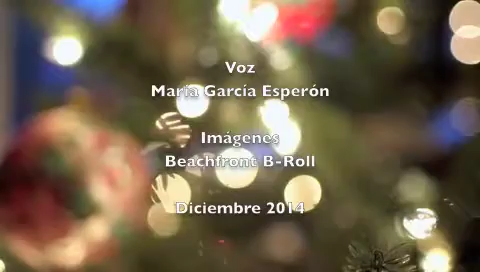 Voz
María García Esperón
Imágenes
Beachfront B-Roll
Diciembre 2014